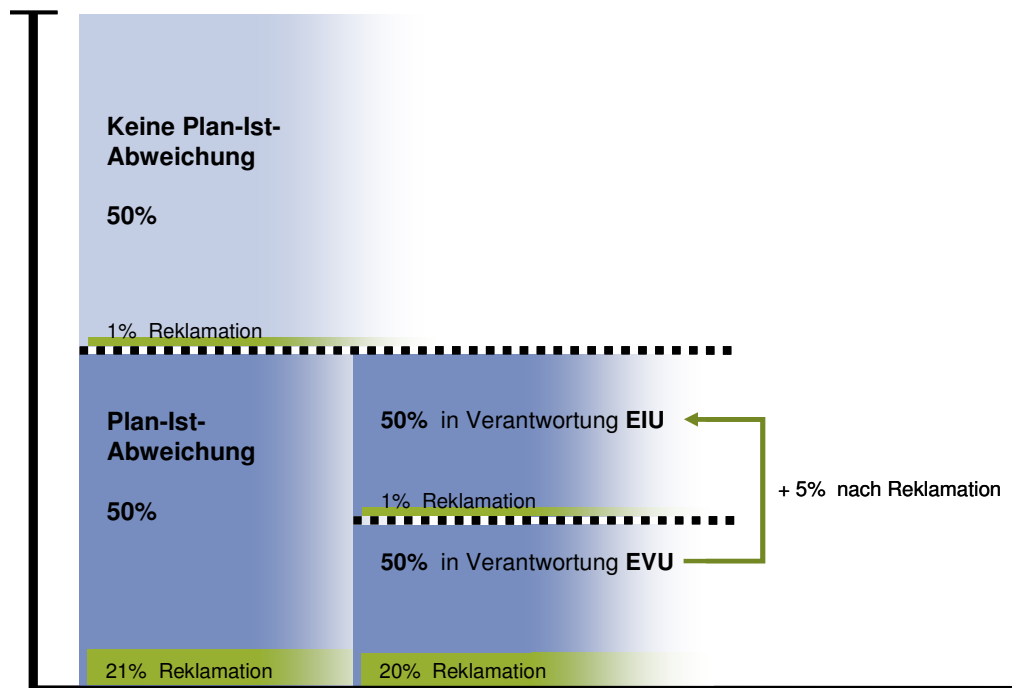 Keine Plan-Ist-
Abweichung
50%
1% Reklamation
Plan-Ist-
Abweichung
50%
21% Reklamation
50% in Verantwortung EIU
1% Reklamation
50% in Verantwortung EVU
20% Reklamation
+ 5% nach Reklamation